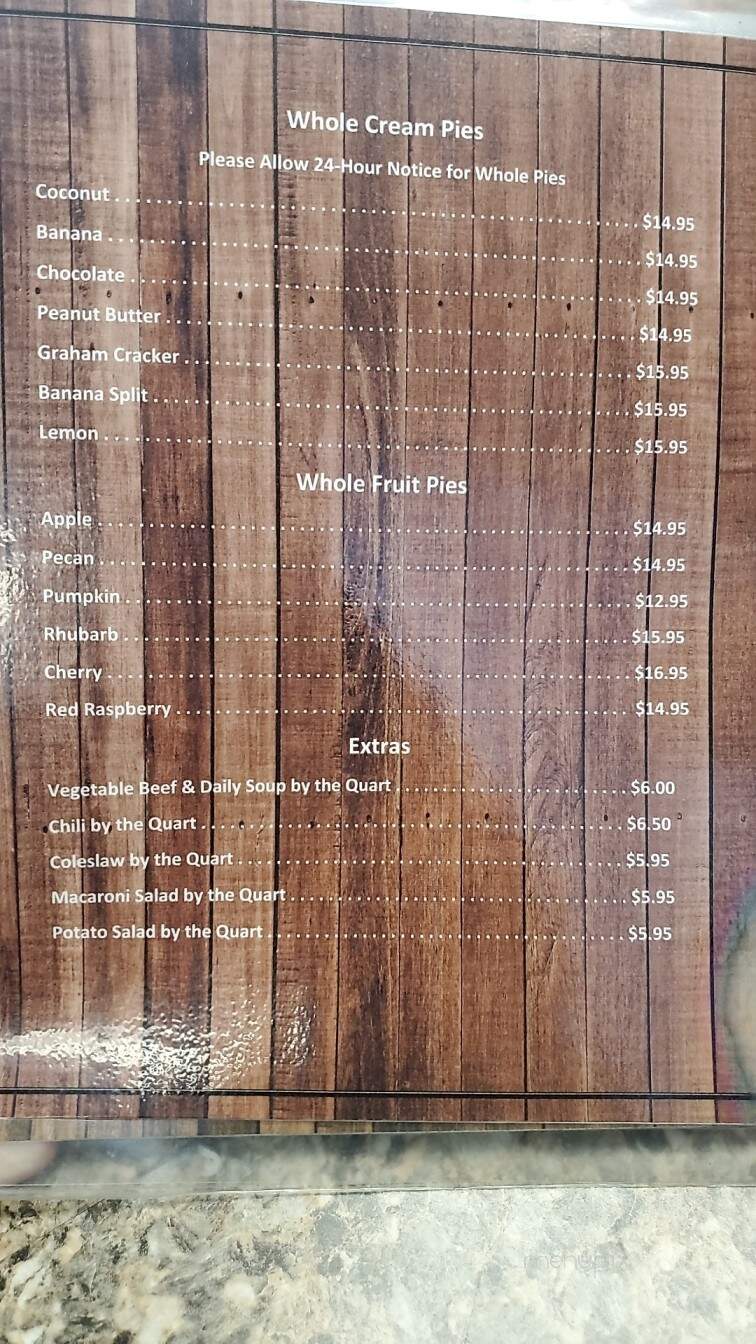 Whole Cream Pies
Please Allow 24-Hour Notice for Whole Pies
Coconut $14.95
Banana $14.95
Chocolate $14.95
Peanut Butter $14.95
Graham Cracker $15.95
Banana Split $15.95
Lemon $15.95
Whole Fruit Pies
Apple $14.95
Pecan $14.95
Pumpkin $12.95
Rhubarb $15.95
Cherry $16.95
Red Raspberry $14.95
Extras
Vegetable Beef & Daily Soup by the Quart $6.00
Chili by the Quart $6.50
Coleslaw by the Quart $5.95
Macaroni Salad by the Quart $5.95
Potato Salad by the Quart $5.95